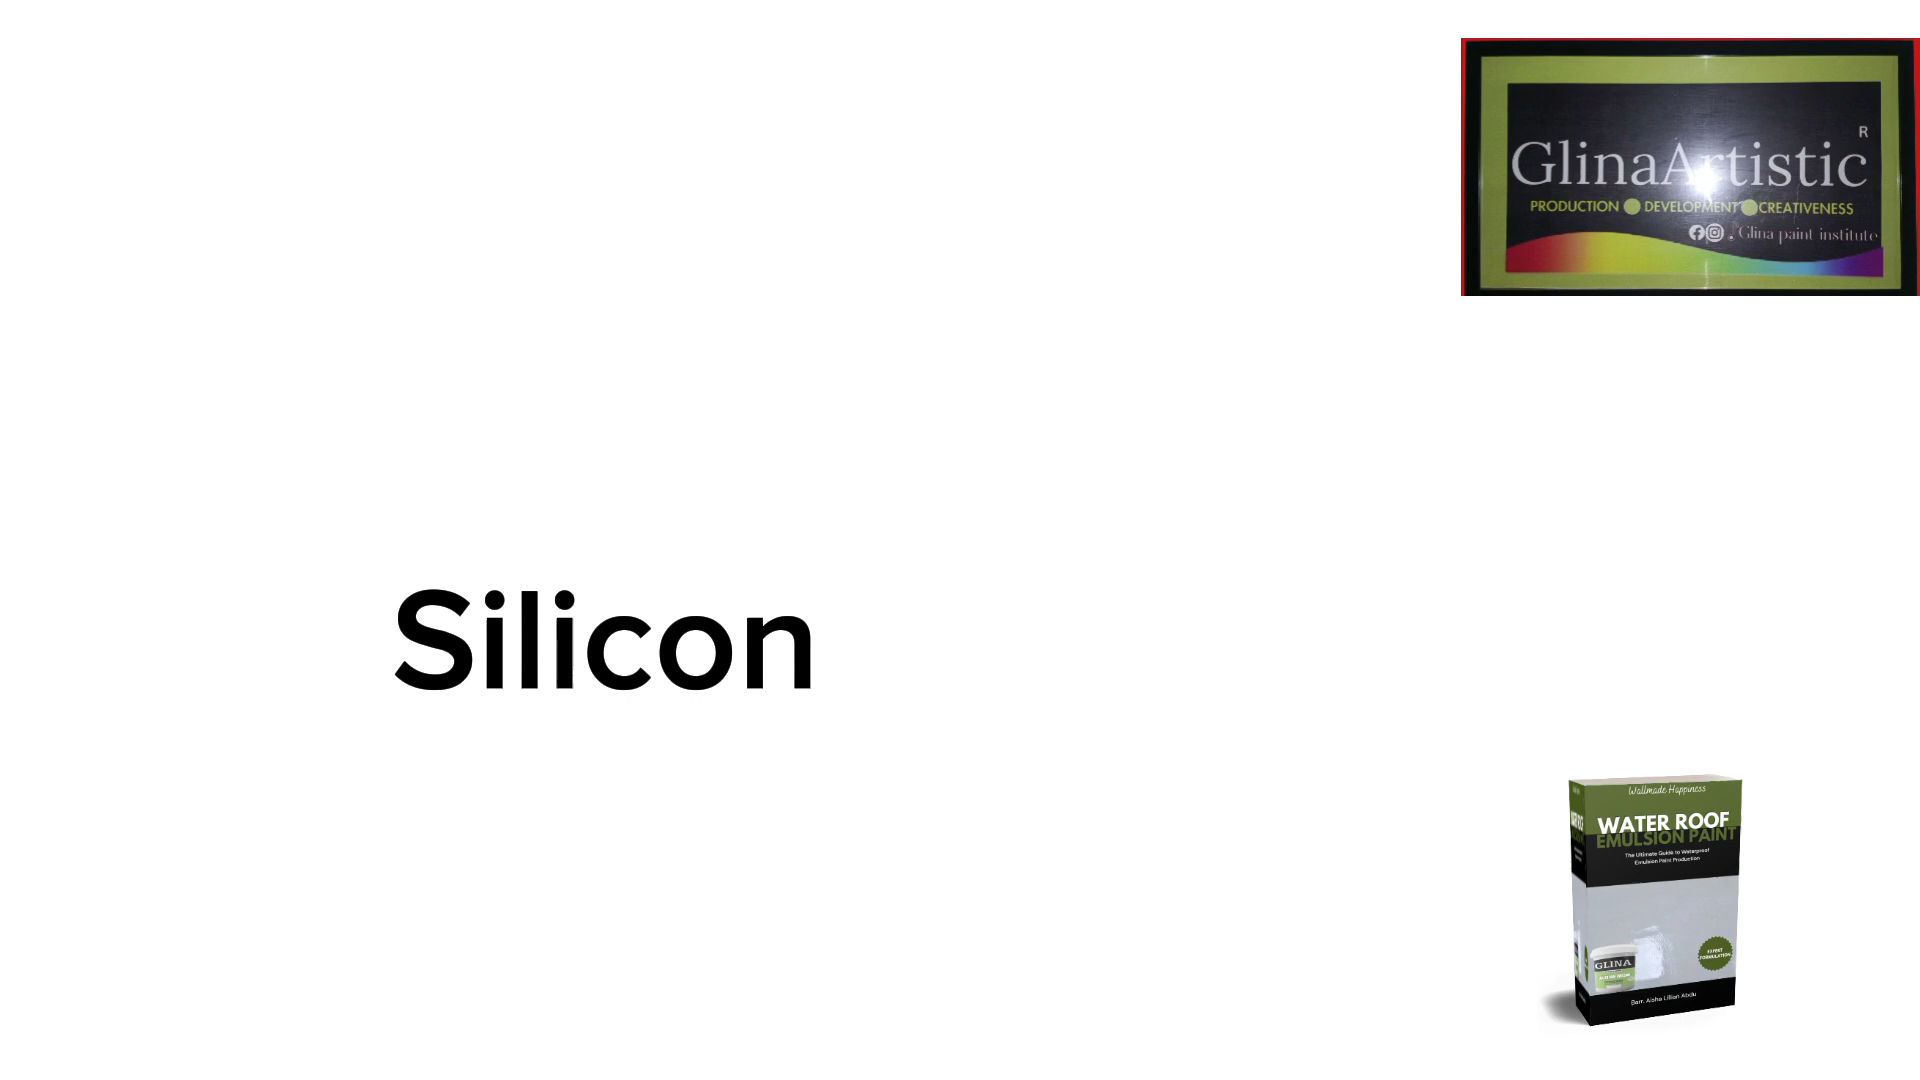 R
GlinaArtistic
PRODUCTION DEVELOPMENT CREATIVENESS
Glina paint institute
Silicon
Wallmade Happiness
WATER ROOF
EMULSION PAINT
The Ultimate Guide to Waterproof
Emulsion Paint Production
GLINA
EXPERT
FORMULATION
Barr. Aisha Lillian Abdu